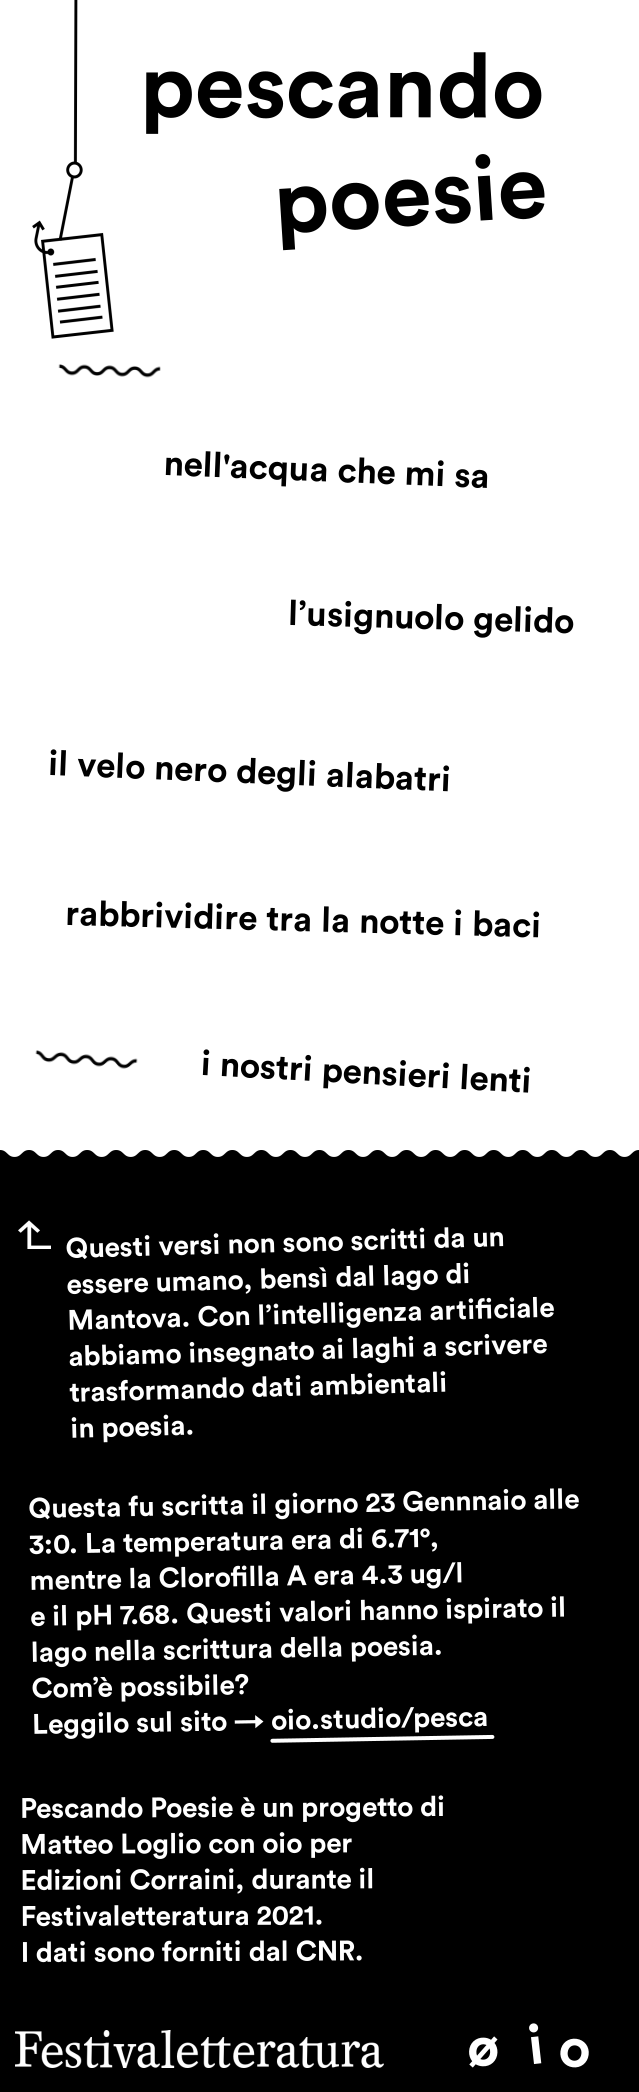 pescando
poesie
nell'acqua che mi sa
l’usignuolo gelido
il velo nero degli alabatri
rabbrividire tra la notte i baci
i nostri pensieri lenti
Questi versi non sono scritti da un
essere umano, bensì dal lago di
Mantova. Con l’intelligenza artificiale
abbiamo insegnato ai laghi a scrivere
trasformando dati ambientali
in poesia.
Questa fu scritta il giorno 23 Gennnaio alle
3:0. La temperatura era di 6.71°,
mentre la Clorofilla A era 4.3 ug/l
e il pH 7.68. Questi valori hanno ispirato il
lago nella scrittura della poesia.
Com’è possibile?
Leggilo sul sito → oio.studio/pesca
Pescando Poesie è un progetto di
Matteo Loglio con oio per
Edizioni Corraini, durante il
Festivaletteratura 2021.
I dati sono forniti dal CNR.
Festivaletteratura øio